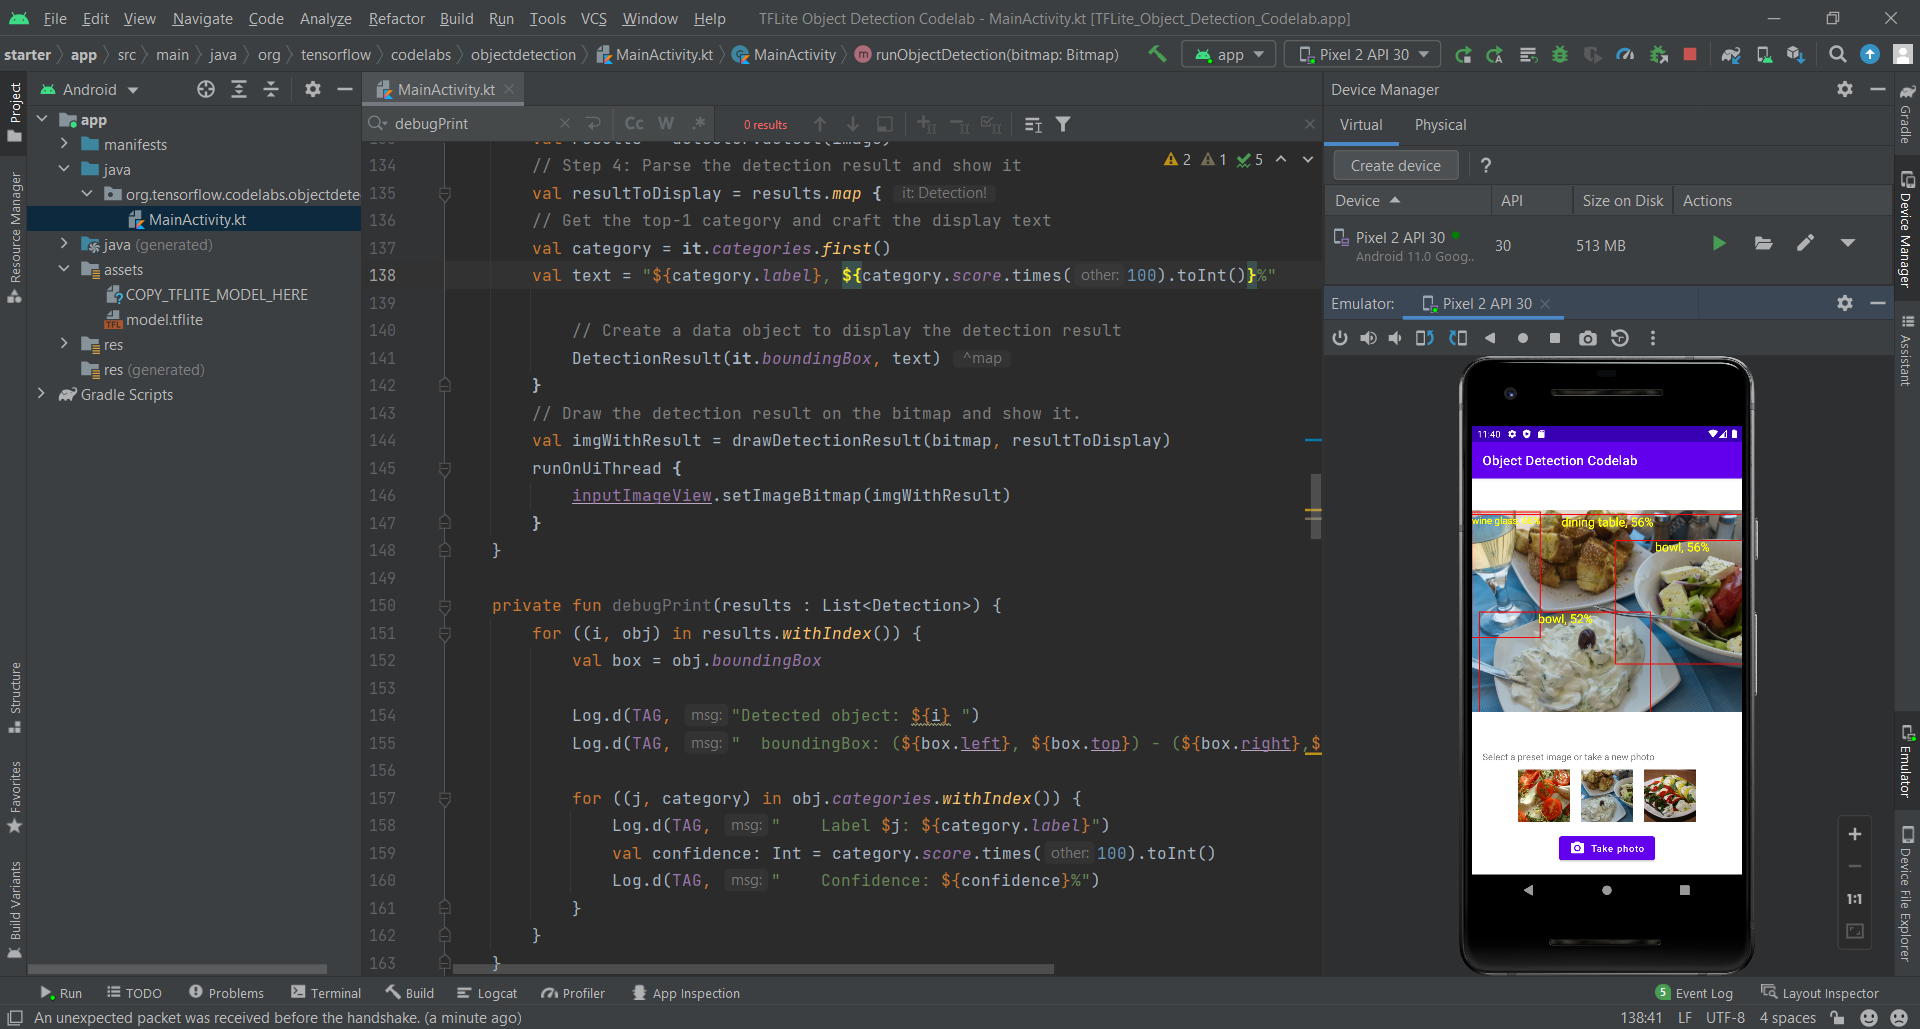 File Edit View Navigate Code Analyze Refactor Build Run Tools VCS Window Help TFLite Object Detection Codelab - MainActivity.kt [TFLite_Object_Detection_Codelab.app]
starter app src main java org tensorflow codelabs objectdetection MainActivity.kt MainActivity runObjectDetection(bitmap: Bitmap) app Pixel 2 API 30
Project
Resource Manager
Structure
Favorites
Build Variants
Android
app
manifests
java
org.tensorflow.codelabs.objectdete
MainActivity.kt
java (generated)
assets
COPY_TFLITE_MODEL_HERE
model.tflite
res
res (generated)
Gradle Scripts
MainActivity.kt
debugPrint Cc W .* 0 results
2 1 5
134 // Step 4: Parse the detection result and show it
135 val resultToDisplay = results.map { it: Detection!
136 // Get the top-1 category and craft the display text
137 val category = it.categories.first()
138 val text = "${category.label}, ${category.score.times( other: 100).toInt()}%"
139
140 // Create a data object to display the detection result
141 DetectionResult(it.boundingBox, text) ^map
142 }
143 // Draw the detection result on the bitmap and show it.
144 val imgWithResult = drawDetectionResult(bitmap, resultToDisplay)
145 runOnUiThread {
146 inputImageView.setImageBitmap(imgWithResult)
147 }
148 }
149
150 private fun debugPrint(results : List<Detection>) {
151 for ((i, obj) in results.withIndex()) {
152 val box = obj.boundingBox
153
154 Log.d(TAG, msg: "Detected object: ${i} ")
155 Log.d(TAG, msg: "  boundingBox: (${box.left}, ${box.top}) - (${box.right},$
156
157 for ((j, category) in obj.categories.withIndex()) {
158 Log.d(TAG, msg: "    Label $j: ${category.label}")
159 val confidence: Int = category.score.times( other: 100).toInt()
160 Log.d(TAG, msg: "    Confidence: ${confidence}%")
161 }
162 }
163 }
Device Manager
Virtual Physical
Create device ?
Device API Size on Disk Actions
Pixel 2 API 30 30 513 MB
Android 11.0 Goog..
Emulator: Pixel 2 API 30
11:40
Object Detection Codelab
wine glass
dining table, 56%
bowl, 56%
bowl, 52%
Select a preset image or take a new photo
Take photo
1:1
Gradle
Device Manager
Assistant
Emulator
Device File Explorer
Run TODO Problems Terminal Build Logcat Profiler App Inspection 5 Event Log Layout Inspector
An unexpected packet was received before the handshake. (a minute ago) 138:41 LF UTF-8 4 spaces